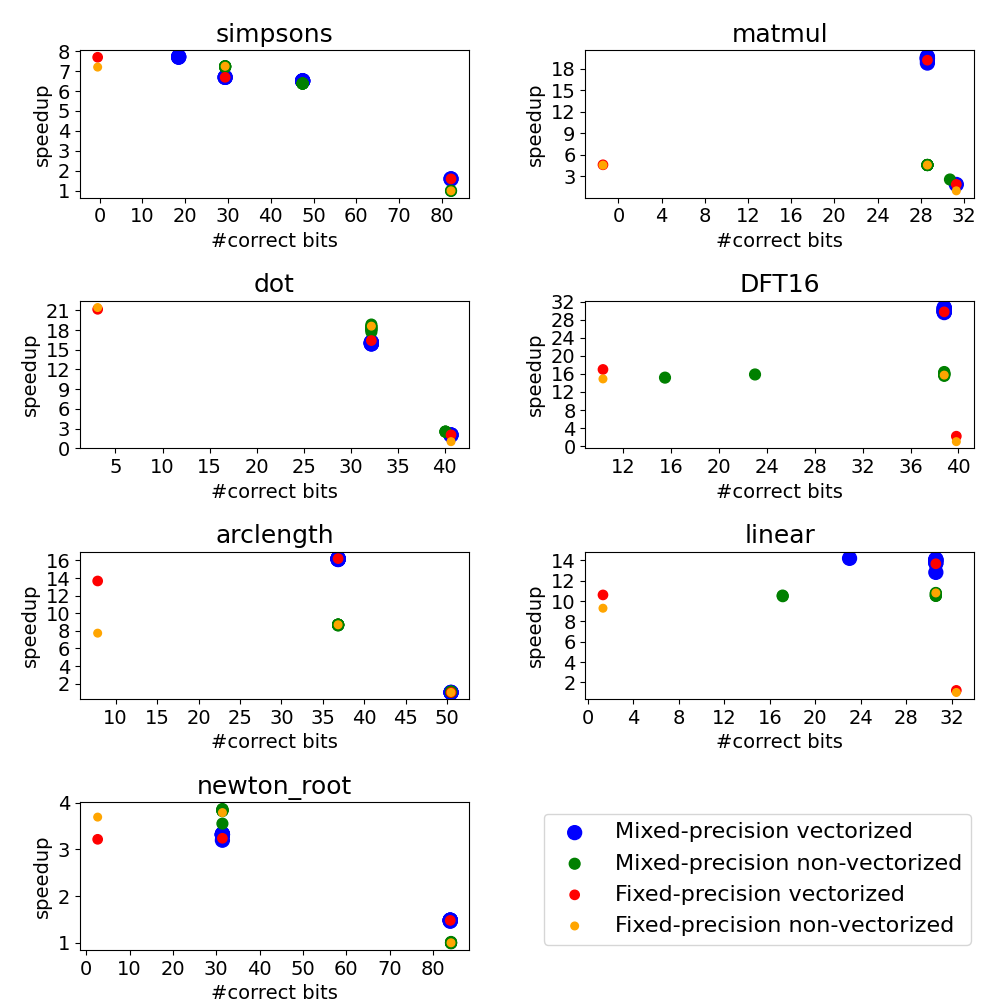 simpsons
8
7
6
5
4
3
2
1
speedup
0 10 20 30 40 50 60 70 80
#correct bits
matmul
18
15
12
9
6
3
speedup
0 4 8 12 16 20 24 28 32
#correct bits
dot
21
18
15
12
9
6
3
0
speedup
5 10 15 20 25 30 35 40
#correct bits
DFT16
32
28
24
20
16
12
8
4
0
speedup
12 16 20 24 28 32 36 40
#correct bits
arclength
16
14
12
10
8
6
4
2
speedup
10 15 20 25 30 35 40 45 50
#correct bits
linear
14
12
10
8
6
4
2
speedup
0 4 8 12 16 20 24 28 32
#correct bits
newton_root
4
3
2
1
speedup
0 10 20 30 40 50 60 70 80
#correct bits
Mixed-precision vectorized
Mixed-precision non-vectorized
Fixed-precision vectorized
Fixed-precision non-vectorized